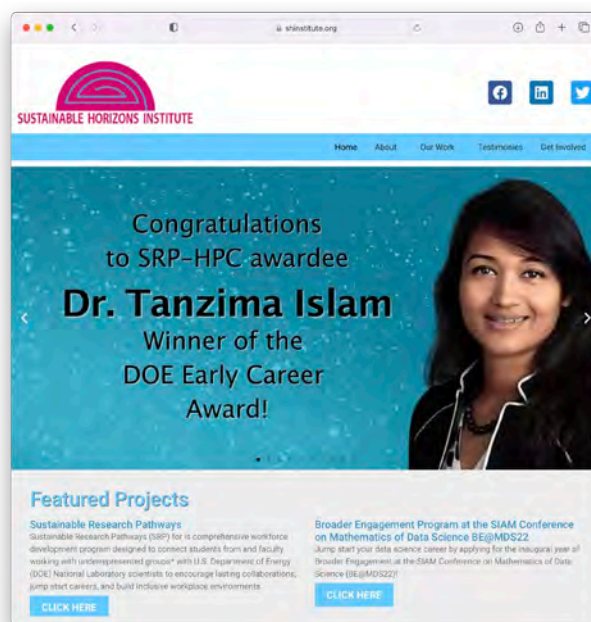 shinstitute.org
SUSTAINABLE HORIZONS INSTITUTE
Home About Our Work Testimonies Get Involved
Congratulations
to SRP-HPC awardee
Dr. Tanzima Islam
Winner of the
DOE Early Career
Award!
Featured Projects
Sustainable Research Pathways
Sustainable Research Pathways (SRP) for is comprehensive workforce
development program designed to connect students from and faculty
working with underrepresented groups* with U.S. Department of Energy
(DOE) National Laboratory scientists to encourage lasting collaborations,
jump start careers, and build inclusive workplace environments.
CLICK HERE
Broader Engagement Program at the SIAM Conference
on Mathematics of Data Science BE@MDS22
Jump start your data science career by applying for the inaugural year of
Broader Engagement at the SIAM Conference on Mathematics of Data
Science (BE@MDS22)!
CLICK HERE